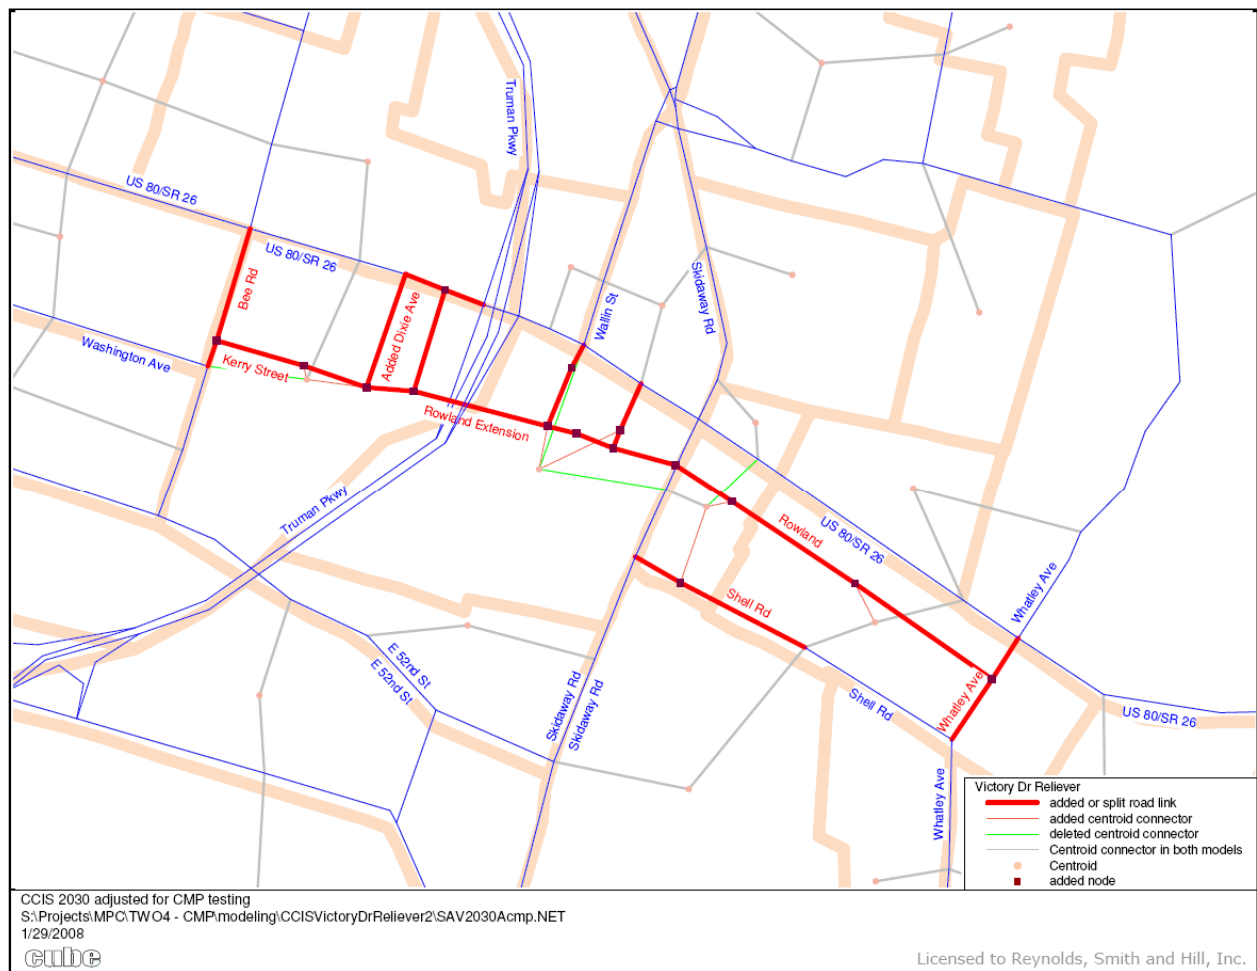 Truman Pkwy
US 80/SR 26
US 80/SR 26
Bee Rd
Added Dixie Ave
Wallin St
Skidaway Rd
Washington Ave
Kerry Street
Rowland Extension
Truman Pkwy
Rowland
US 80/SR 26
Shell Rd
Whatley Ave
E 52nd St
E 52nd St
Skidaway Rd
Skidaway Rd
Shell Rd
Whatley Ave
US 80/SR 26
Whatley Ave
Victory Dr Reliever
added or split road link
added centroid connector
deleted centroid connector
Centroid connector in both models
Centroid
added node
CCIS 2030 adjusted for CMP testing
S:\Projects\MPC\TWO4 - CMP\modeling\CCISVictoryDrReliever2\SAV2030Acmp.NET
1/29/2008
cube
Licensed to Reynolds, Smith and Hill, Inc.